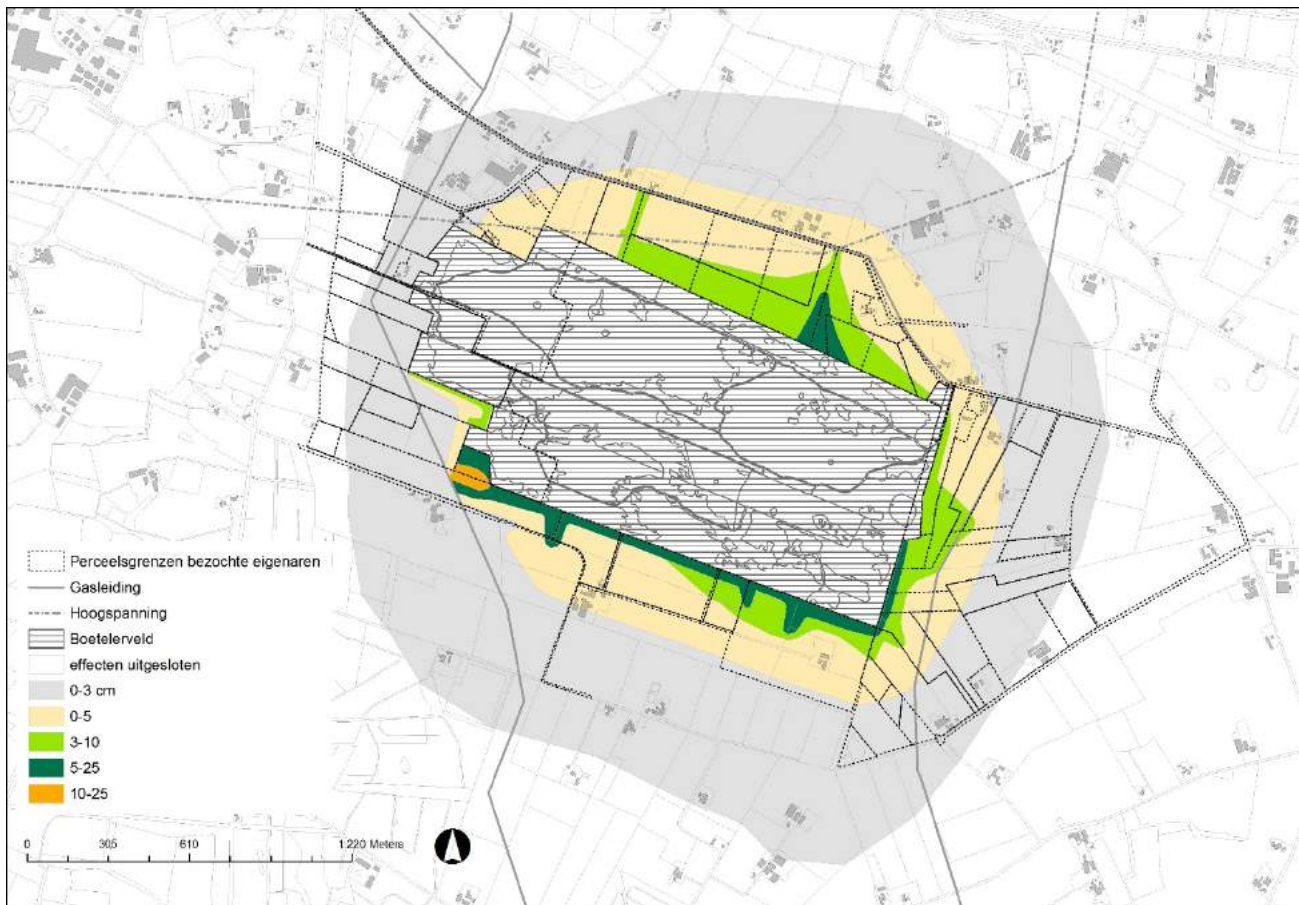 Perceelsgrenzen bezochte eigenaren
Gasleiding
Hoogspanning
Boetelerveld
effecten uitgesloten
0-3 cm
0-5
3-10
5-25
10-25
0 305 610 1.220 Meters